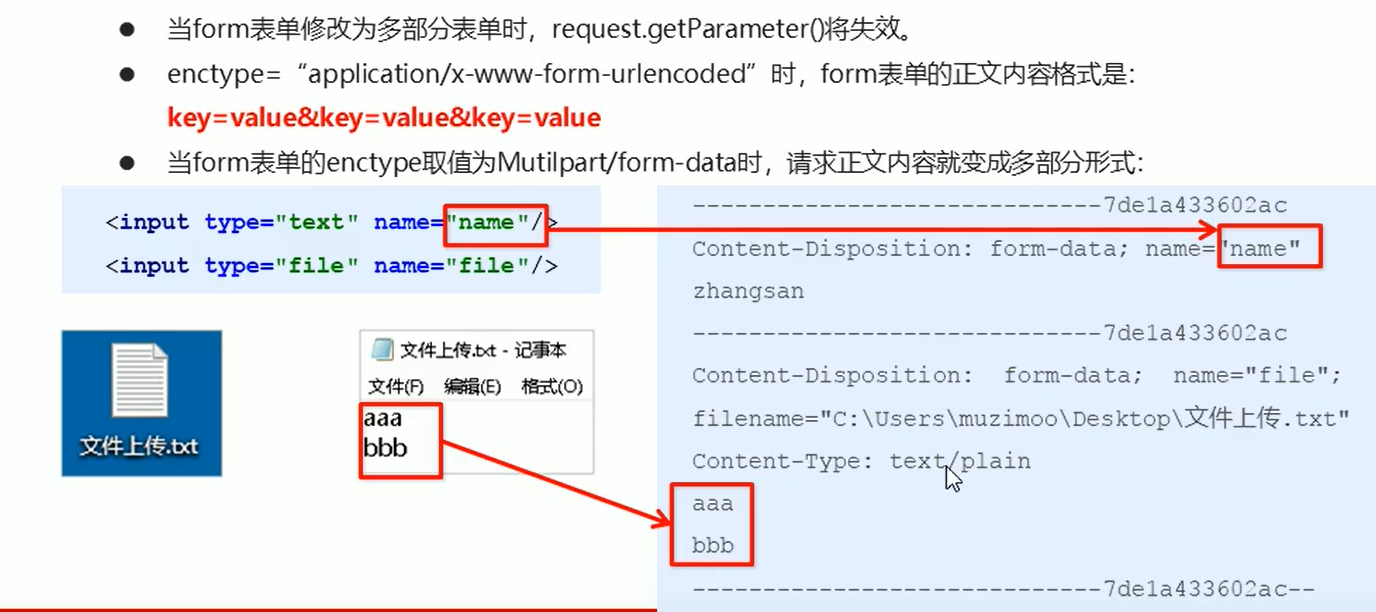 当form表单修改为多部分表单时，request.getParameter()将失效。
enctype=“application/x-www-form-urlencoded”时，form表单的正文内容格式是：
key=value&key=value&key=value
当form表单的enctype取值为Mutilpart/form-data时，请求正文内容就变成多部分形式：
<input type="text" name="name"/>
<input type="file" name="file"/>
文件上传.txt
文件上传.txt - 记事本
文件(F) 编辑(E) 格式(O)
aaa
bbb
-----------------------------7de1a433602ac
Content-Disposition: form-data; name="name"
zhangsan
-----------------------------7de1a433602ac
Content-Disposition: form-data; name="file";
filename="C:\Users\muzimoo\Desktop\文件上传.txt"
Content-Type: text/plain
aaa
bbb
-----------------------------7de1a433602ac--